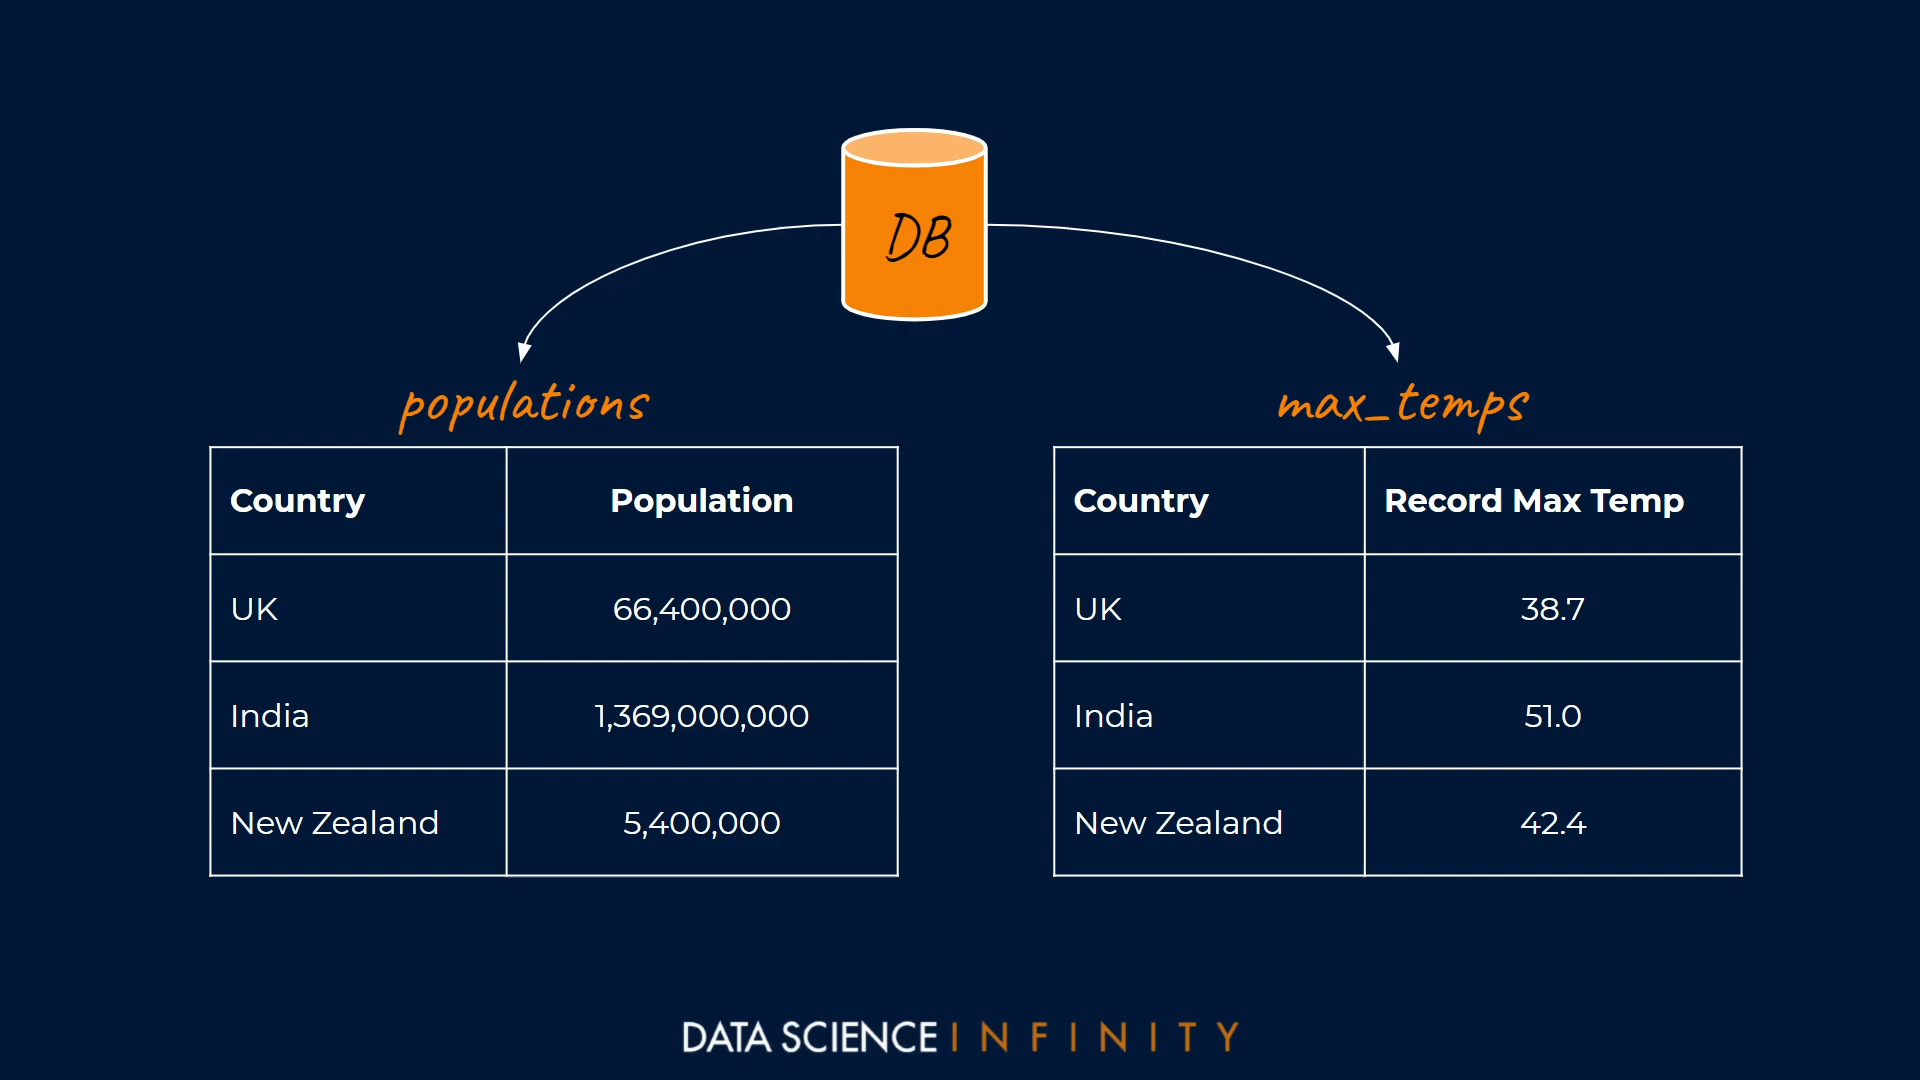 DB
populations
Country Population
UK 66,400,000
India 1,369,000,000
New Zealand 5,400,000
max_temps
Country Record Max Temp
UK 38.7
India 51.0
New Zealand 42.4
DATA SCIENCE INFINITY